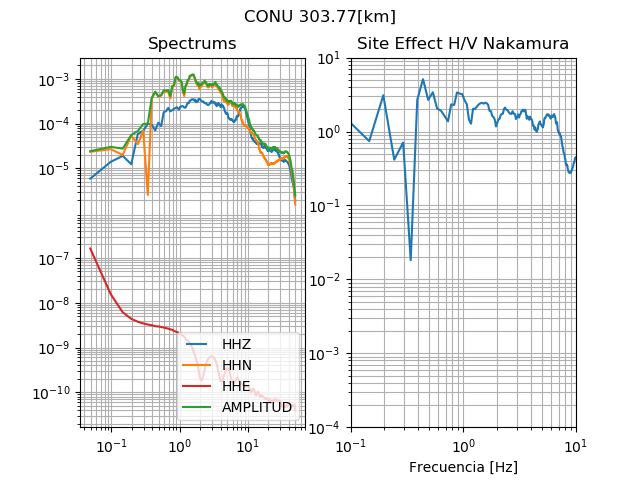 CONU 303.77[km]
Spectrums
10⁻³
10⁻⁴
10⁻⁵
10⁻⁷
10⁻⁸
10⁻⁹
10⁻¹⁰
10⁻¹ 10⁰ 10¹
HHZ
HHN
HHE
AMPLITUD
Site Effect H/V Nakamura
10¹
10⁰
10⁻¹
10⁻²
10⁻³
10⁻⁴
10⁻¹ 10⁰ 10¹
Frecuencia [Hz]